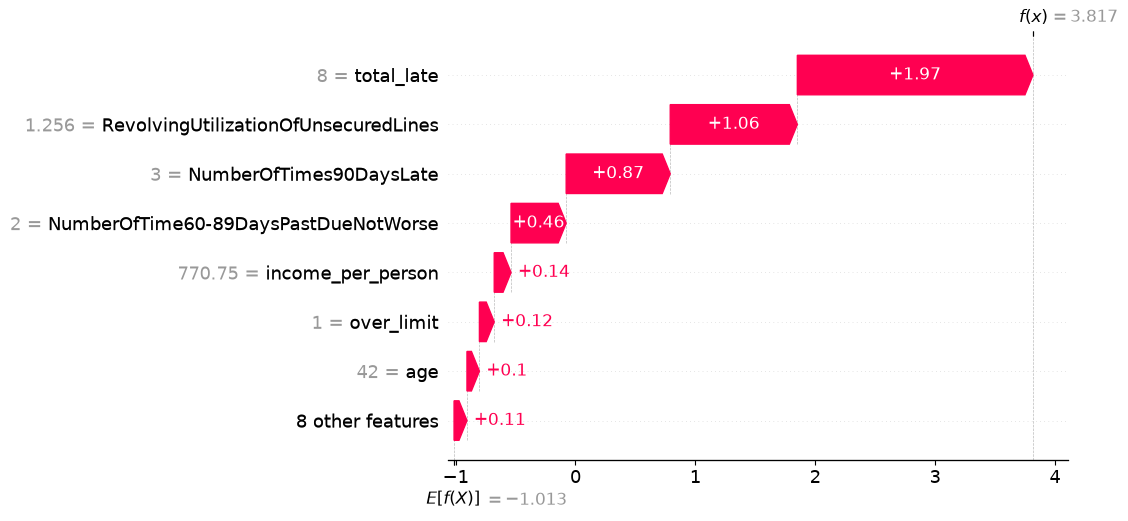 f(x) = 3.817
8 = total_late
+1.97
1.256 = RevolvingUtilizationOfUnsecuredLines
+1.06
3 = NumberOfTimes90DaysLate
+0.87
2 = NumberOfTime60-89DaysPastDueNotWorse
+0.46
770.75 = income_per_person
+0.14
1 = over_limit
+0.12
42 = age
+0.1
8 other features
+0.11
−1 0 1 2 3 4
E[f(X)] = −1.013